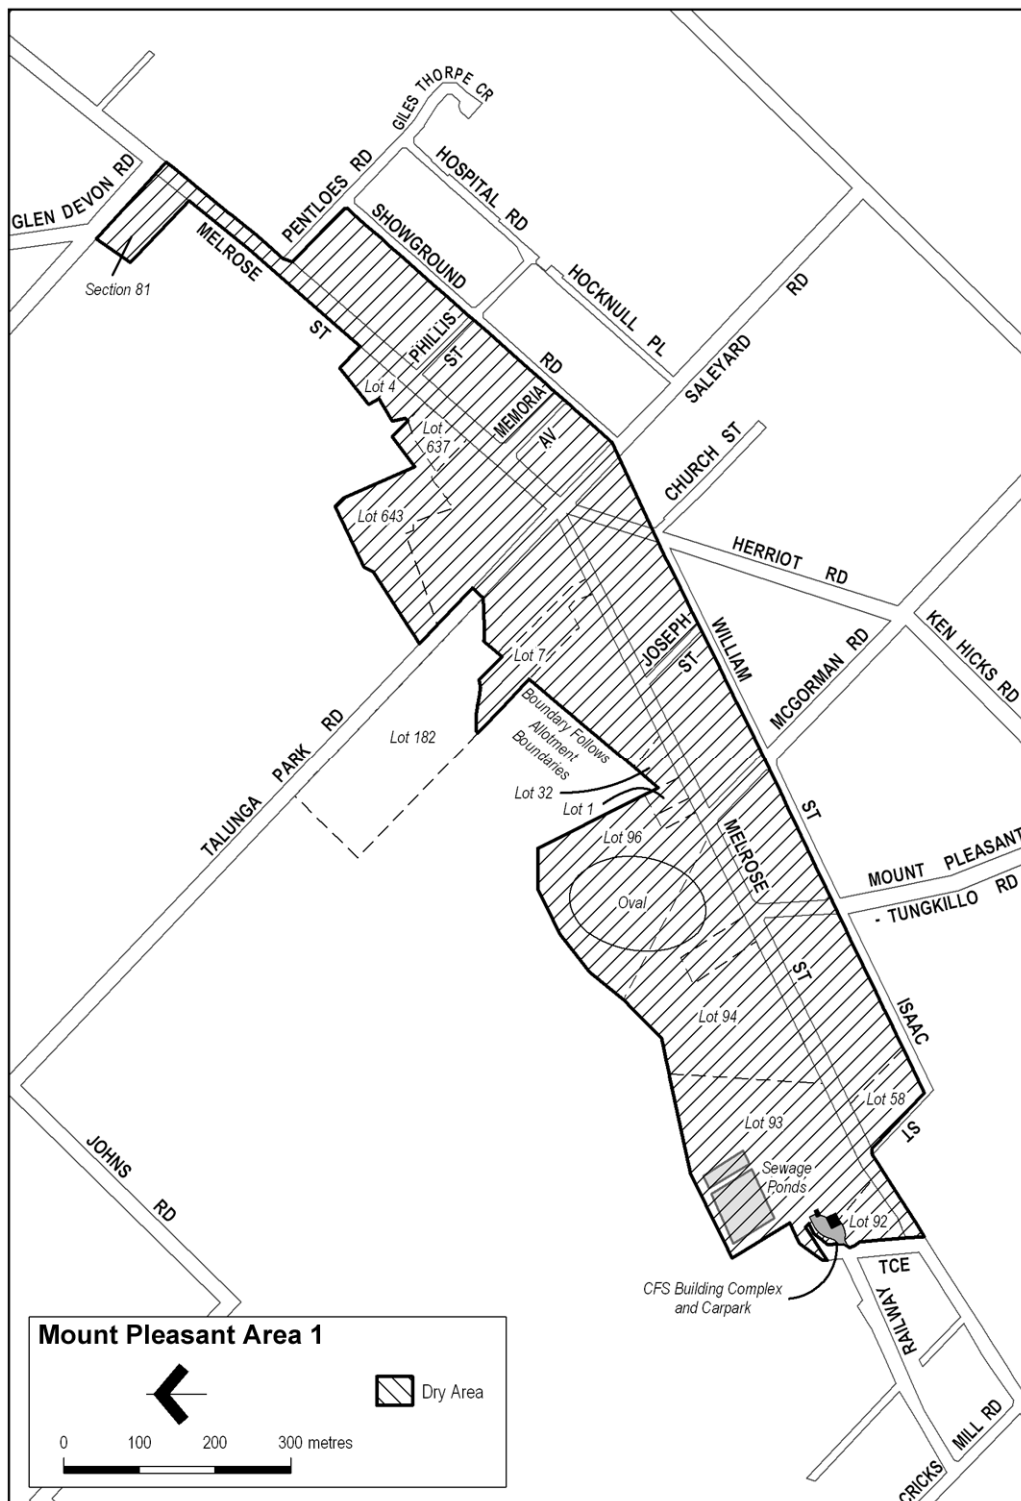 GILES THORPE CR
HOSPITAL RD
PENTLOES RD
GLEN DEVON RD
SHOWGROUND
RD
MELROSE
ST
Section 81
HOCKNULL PL
SALEYARD
RD
PHILLIS
ST
Lot 4
MEMORIA
AV
Lot
637
CHURCH ST
Lot 643
HERRIOT RD
KEN HICKS RD
JOSEPH
ST
WILLIAM
ST
MCGORMAN RD
Lot 7
Boundary Follows
Allotment
Boundaries
Lot 182
TALUNGA PARK RD
Lot 32
Lot 1
Lot 96
MELROSE
ST
MOUNT PLEASANT
- TUNGKILLO RD
Oval
Lot 94
ISAAC
ST
Lot 58
Lot 93
Sewage
Ponds
Lot 92
JOHNS
RD
CFS Building Complex
and Carpark
TCE
RAILWAY
MILL RD
CRICKS
Mount Pleasant Area 1
Dry Area
0 100 200 300 metres